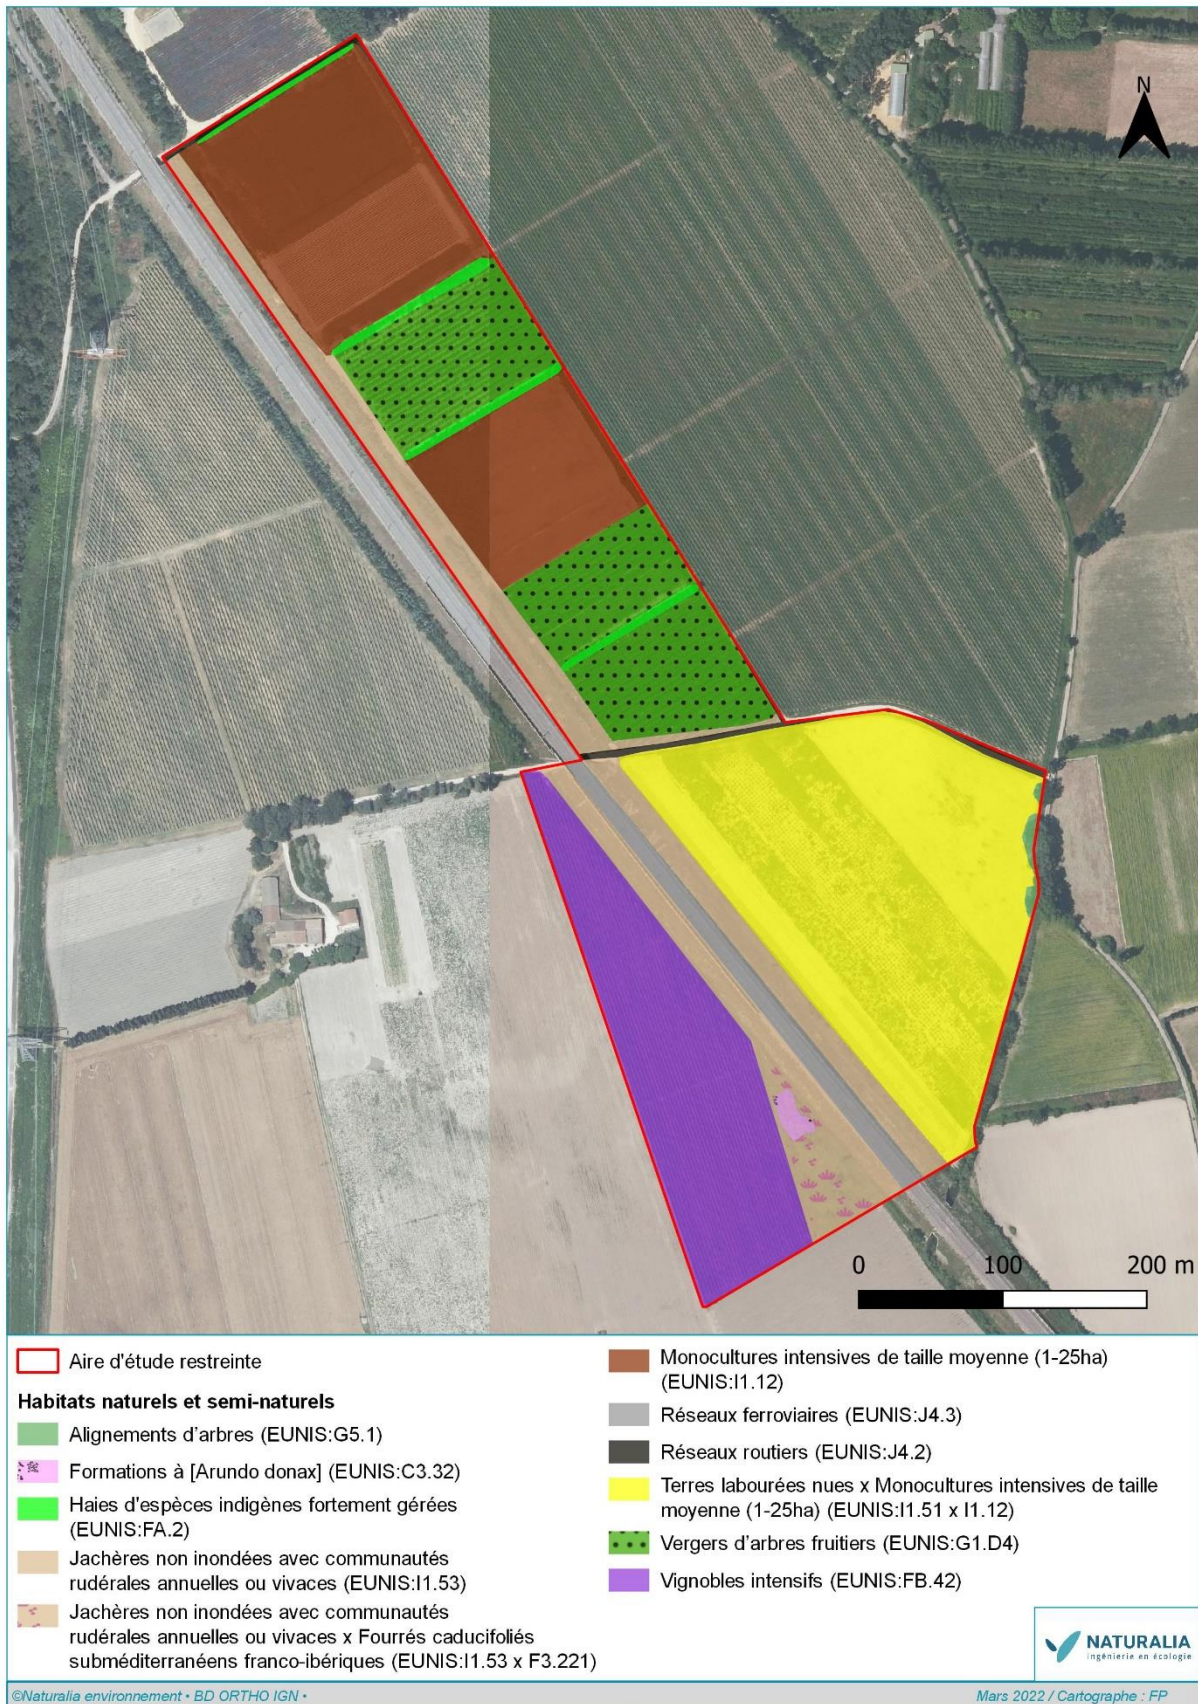 N
0 100 200 m
Aire d'étude restreinte
Habitats naturels et semi-naturels
Alignements d'arbres (EUNIS:G5.1)
Formations à [Arundo donax] (EUNIS:C3.32)
Haies d'espèces indigènes fortement gérées
(EUNIS:FA.2)
Jachères non inondées avec communautés
rudérales annuelles ou vivaces (EUNIS:I1.53)
Jachères non inondées avec communautés
rudérales annuelles ou vivaces x Fourrés caducifoliés
subméditerranéens franco-ibériques (EUNIS:I1.53 x F3.221)
Monocultures intensives de taille moyenne (1-25ha)
(EUNIS:I1.12)
Réseaux ferroviaires (EUNIS:J4.3)
Réseaux routiers (EUNIS:J4.2)
Terres labourées nues x Monocultures intensives de taille
moyenne (1-25ha) (EUNIS:I1.51 x I1.12)
Vergers d'arbres fruitiers (EUNIS:G1.D4)
Vignobles intensifs (EUNIS:FB.42)
NATURALIA
ingénierie en écologie
©Naturalia environnement • BD ORTHO IGN •
Mars 2022 / Cartographe : FP